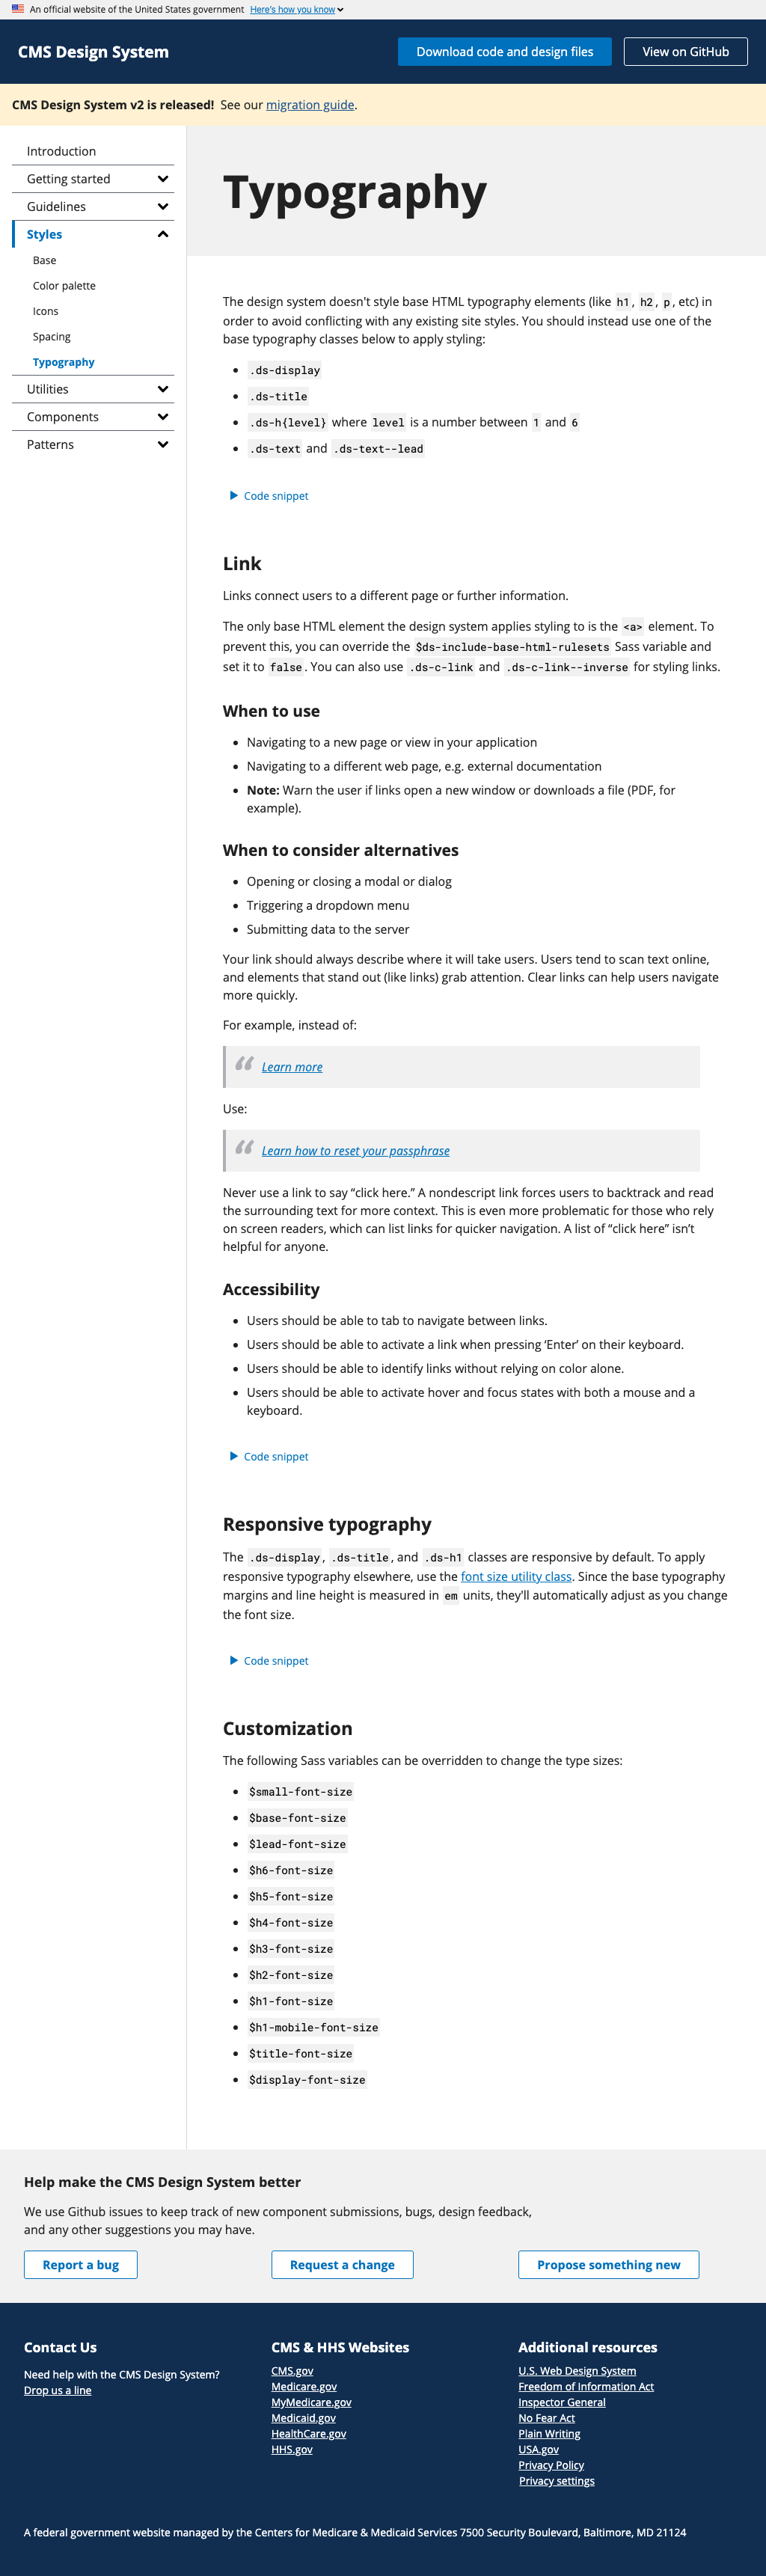 An official website of the United States government Here's how you know
CMS Design System
Download code and design files
View on GitHub
CMS Design System v2 is released! See our migration guide.
Introduction
Getting started
Guidelines
Styles
Base
Color palette
Icons
Spacing
Typography
Utilities
Components
Patterns
Typography
The design system doesn't style base HTML typography elements (like h1, h2, p, etc) in
order to avoid conflicting with any existing site styles. You should instead use one of the
base typography classes below to apply styling:
.ds-display
.ds-title
.ds-h{level} where level is a number between 1 and 6
.ds-text and .ds-text--lead
Code snippet
Link
Links connect users to a different page or further information.
The only base HTML element the design system applies styling to is the <a> element. To
prevent this, you can override the $ds-include-base-html-rulesets Sass variable and
set it to false. You can also use .ds-c-link and .ds-c-link--inverse for styling links.
When to use
Navigating to a new page or view in your application
Navigating to a different web page, e.g. external documentation
Note: Warn the user if links open a new window or downloads a file (PDF, for
example).
When to consider alternatives
Opening or closing a modal or dialog
Triggering a dropdown menu
Submitting data to the server
Your link should always describe where it will take users. Users tend to scan text online,
and elements that stand out (like links) grab attention. Clear links can help users navigate
more quickly.
For example, instead of:
“ Learn more
Use:
“ Learn how to reset your passphrase
Never use a link to say “click here.” A nondescript link forces users to backtrack and read
the surrounding text for more context. This is even more problematic for those who rely
on screen readers, which can list links for quicker navigation. A list of “click here” isn’t
helpful for anyone.
Accessibility
Users should be able to tab to navigate between links.
Users should be able to activate a link when pressing ‘Enter’ on their keyboard.
Users should be able to identify links without relying on color alone.
Users should be able to activate hover and focus states with both a mouse and a
keyboard.
Code snippet
Responsive typography
The .ds-display, .ds-title, and .ds-h1 classes are responsive by default. To apply
responsive typography elsewhere, use the font size utility class. Since the base typography
margins and line height is measured in em units, they'll automatically adjust as you change
the font size.
Code snippet
Customization
The following Sass variables can be overridden to change the type sizes:
$small-font-size
$base-font-size
$lead-font-size
$h6-font-size
$h5-font-size
$h4-font-size
$h3-font-size
$h2-font-size
$h1-font-size
$h1-mobile-font-size
$title-font-size
$display-font-size
Help make the CMS Design System better
We use Github issues to keep track of new component submissions, bugs, design feedback,
and any other suggestions you may have.
Report a bug
Request a change
Propose something new
Contact Us
Need help with the CMS Design System?
Drop us a line
CMS & HHS Websites
CMS.gov
Medicare.gov
MyMedicare.gov
Medicaid.gov
HealthCare.gov
HHS.gov
Additional resources
U.S. Web Design System
Freedom of Information Act
Inspector General
No Fear Act
Plain Writing
USA.gov
Privacy Policy
Privacy settings
A federal government website managed by the Centers for Medicare & Medicaid Services 7500 Security Boulevard, Baltimore, MD 21124